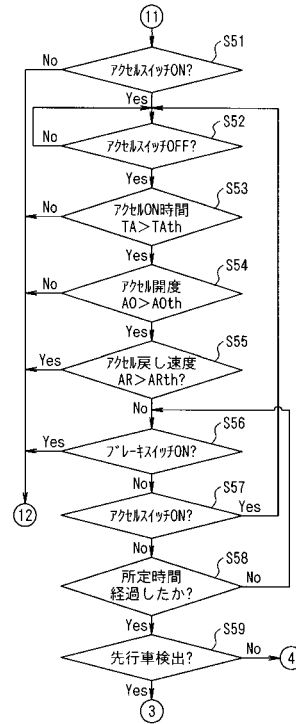 11
S51
No
アクセルスイッチON?
Yes
S52
No
アクセルスイッチOFF?
Yes
S53
No
アクセルON時間
TA>TAth
Yes
S54
No
アクセル開度
AO>AOth
Yes
S55
Yes
アクセル戻し速度
AR>ARth?
No
S56
Yes
ブレーキスイッチON?
No
S57
アクセルスイッチON?
Yes
12
No
S58
所定時間
経過したか?
No
Yes
S59
先行車検出?
No
4
Yes
3